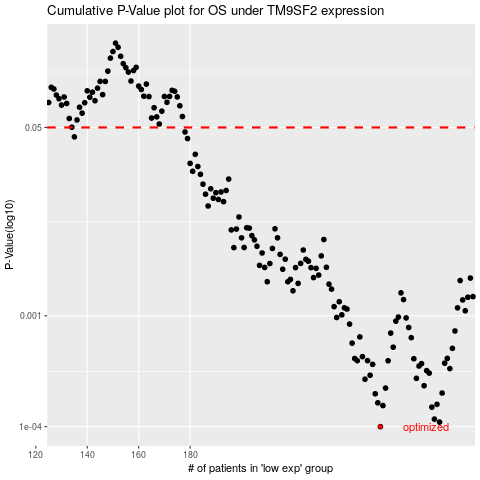 Cumulative P-Value plot for OS under TM9SF2 expression
0.05
P-Value(log10)
0.001
1e-04
optimized
120 140 160 180
# of patients in 'low exp' group